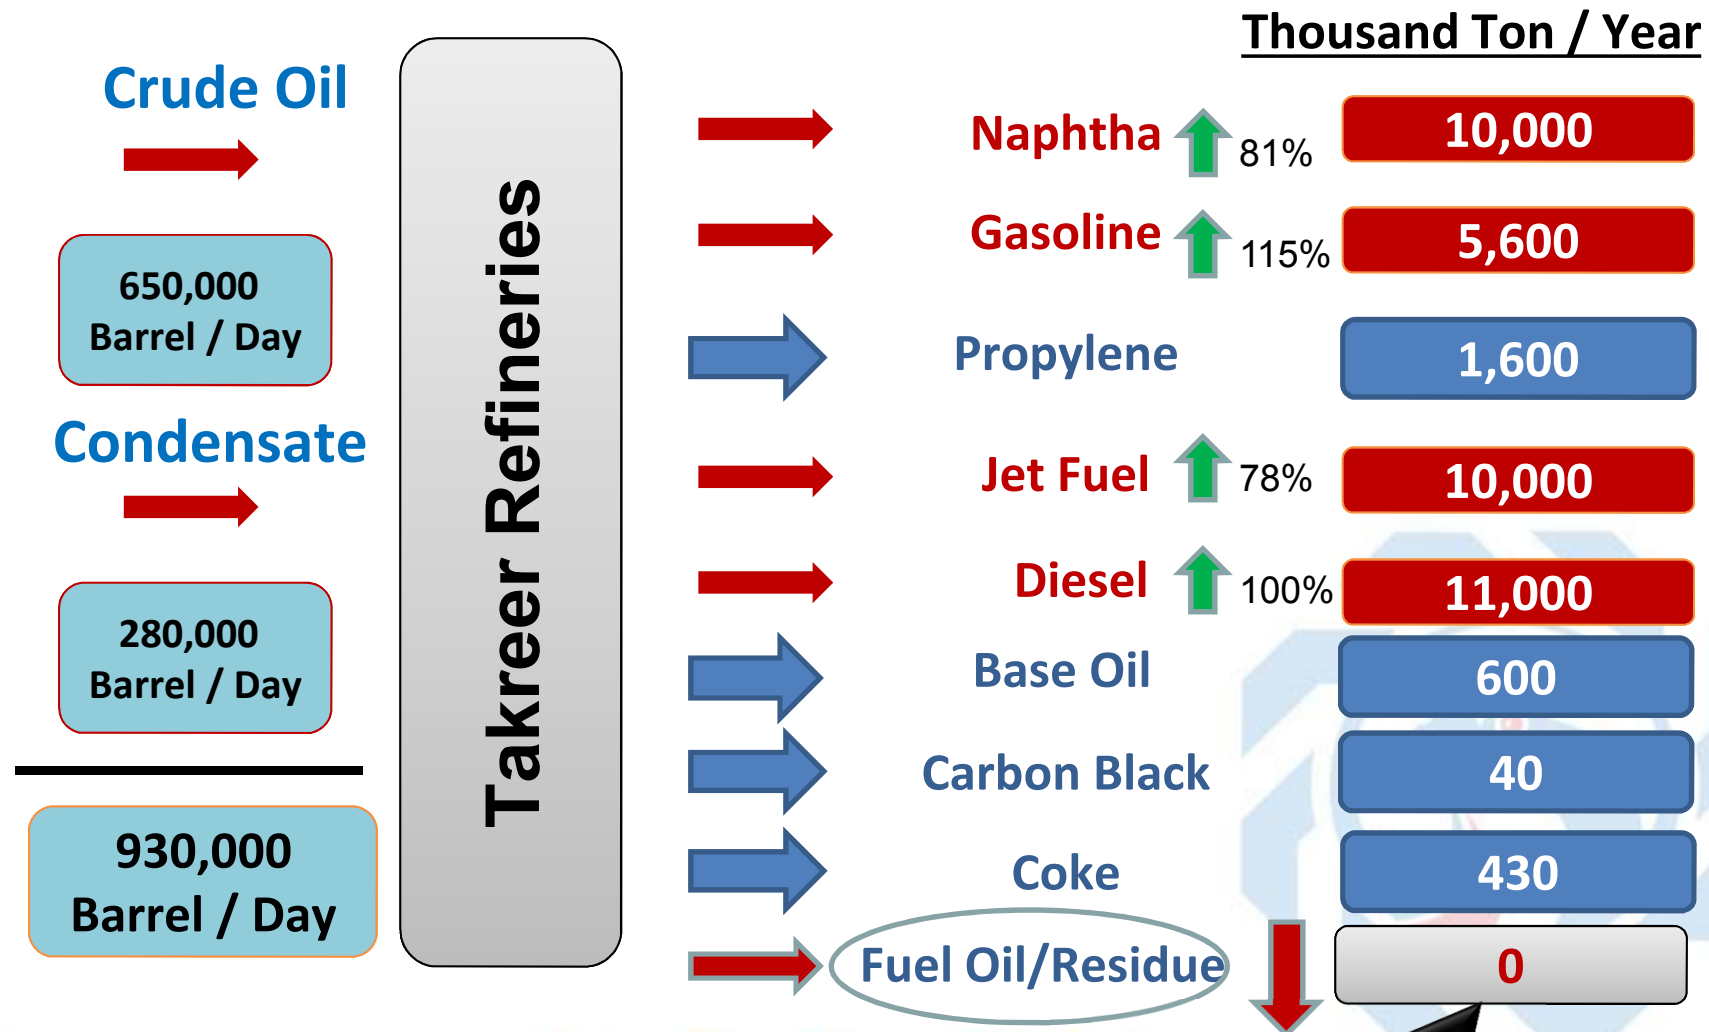 Thousand Ton / Year
Crude Oil
650,000
Barrel / Day
Condensate
280,000
Barrel / Day
930,000
Barrel / Day
Takreer Refineries
Naphtha 81% 10,000
Gasoline 115% 5,600
Propylene 1,600
Jet Fuel 78% 10,000
Diesel 100% 11,000
Base Oil 600
Carbon Black 40
Coke 430
Fuel Oil/Residue 0